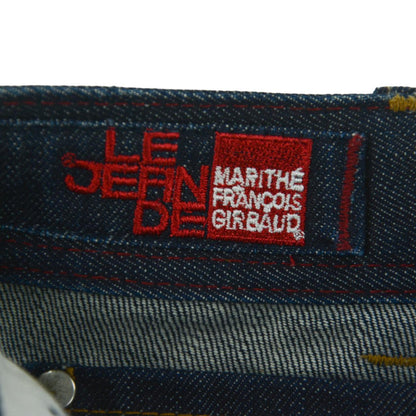 LE
JEAN
DE
MARITHÉ
FRANÇOIS
GIRBAUD